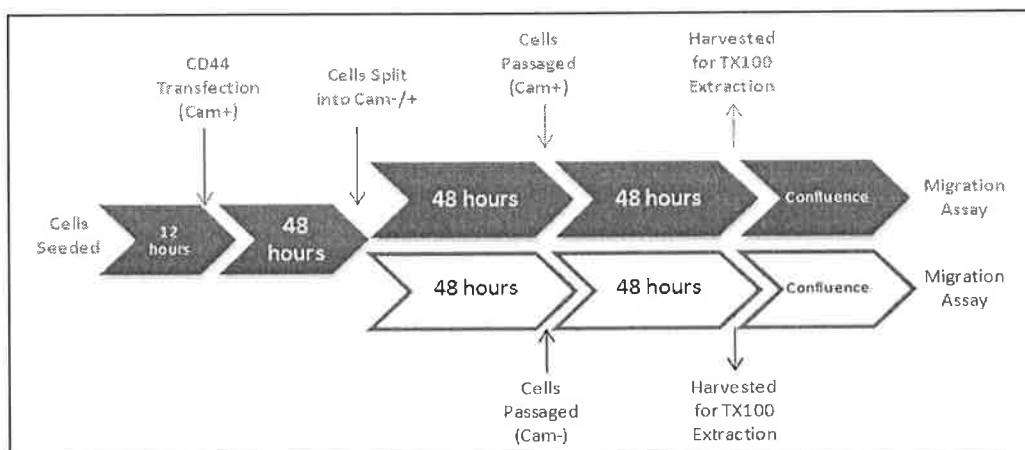 CD44
Transfection
(Cam+)
Cells Split
into Cam-/+
Cells
Passaged
(Cam+)
Harvested
for TX100
Extraction
Cells
Seeded
12
hours
48
hours
48 hours
48 hours
Confluence
Migration
Assay
48 hours
48 hours
Confluence
Migration
Assay
Cells
Passaged
(Cam-)
Harvested
for TX100
Extraction